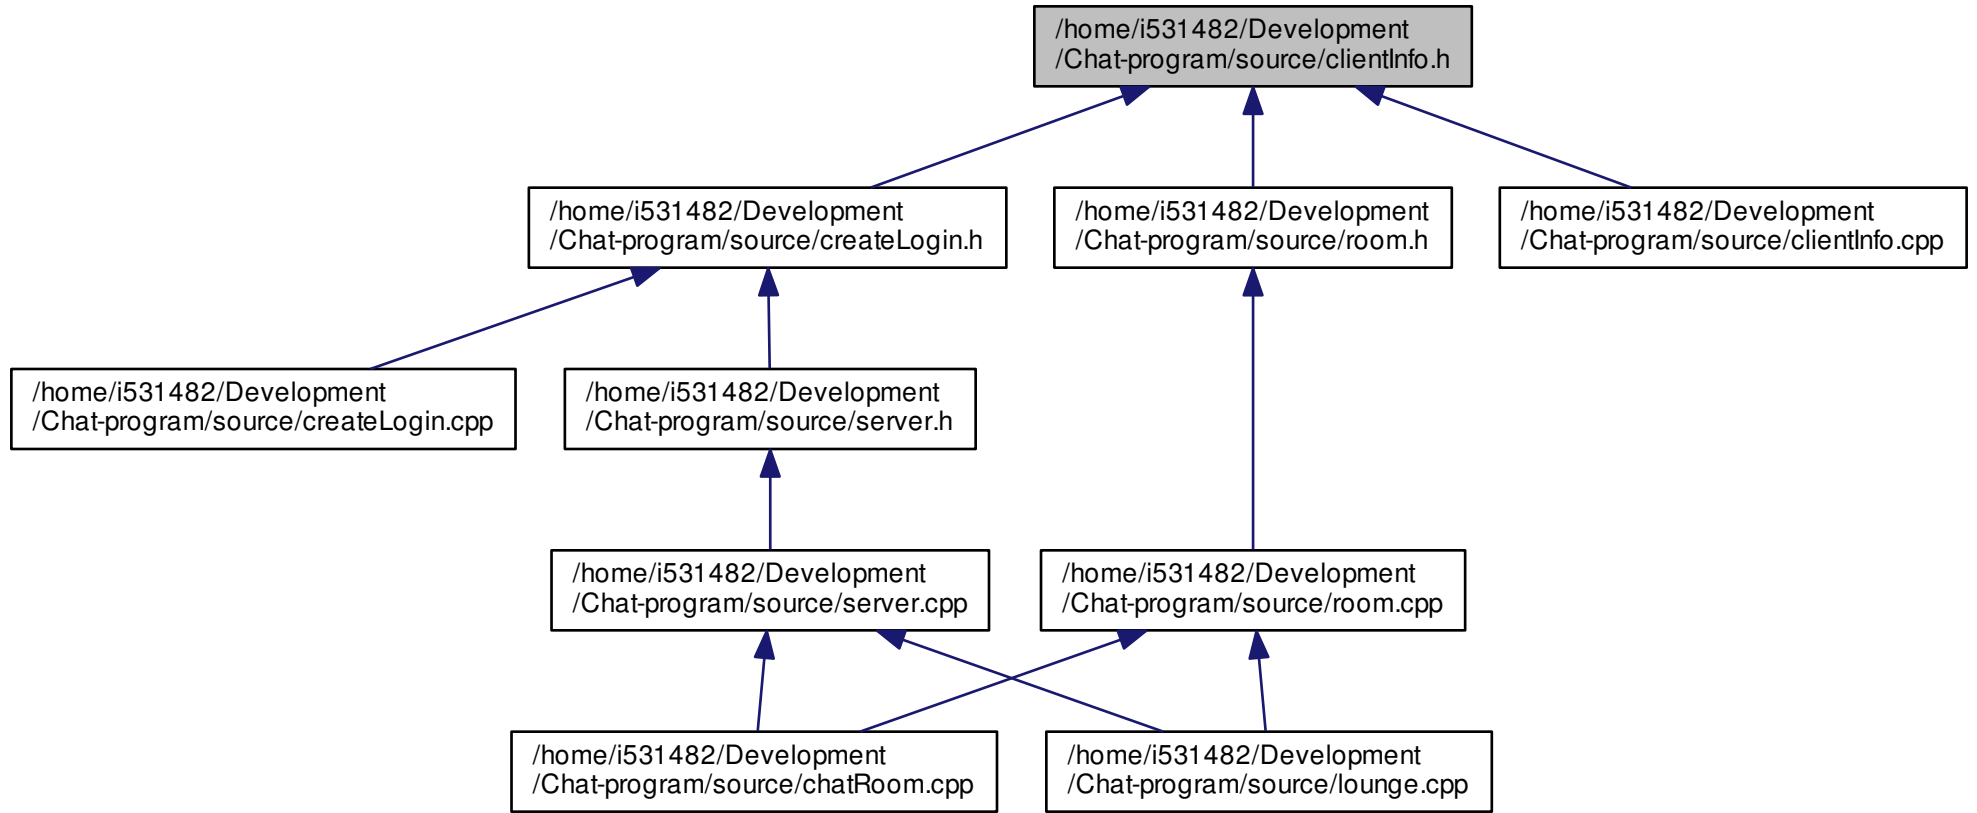 /home/i531482/Development
/Chat-program/source/clientInfo.h
/home/i531482/Development
/Chat-program/source/createLogin.h
/home/i531482/Development
/Chat-program/source/room.h
/home/i531482/Development
/Chat-program/source/clientInfo.cpp
/home/i531482/Development
/Chat-program/source/createLogin.cpp
/home/i531482/Development
/Chat-program/source/server.h
/home/i531482/Development
/Chat-program/source/server.cpp
/home/i531482/Development
/Chat-program/source/room.cpp
/home/i531482/Development
/Chat-program/source/chatRoom.cpp
/home/i531482/Development
/Chat-program/source/lounge.cpp